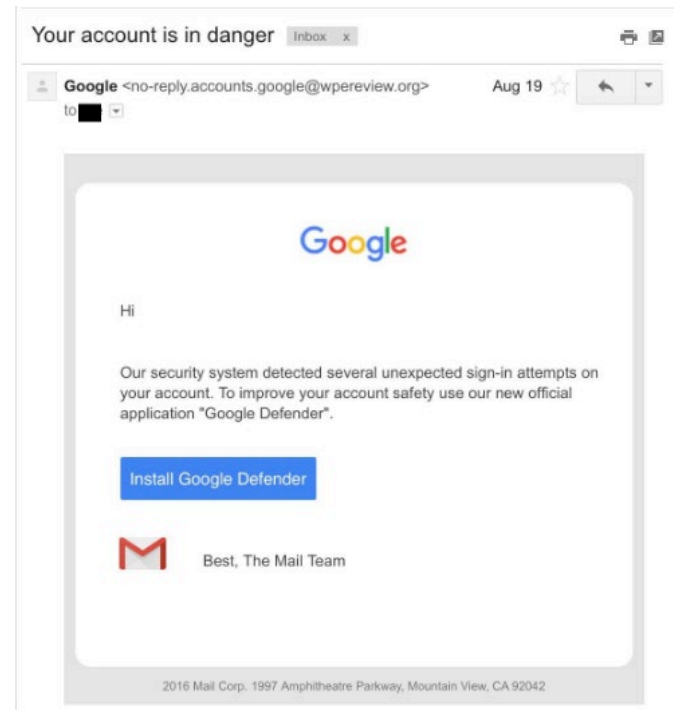 Your account is in danger Inbox x
Google <no-reply.accounts.google@wpereview.org> Aug 19
to
Google
Hi
Our security system detected several unexpected sign-in attempts on
your account. To improve your account safety use our new official
application "Google Defender".
Install Google Defender
Best, The Mail Team
2016 Mail Corp. 1997 Amphitheatre Parkway, Mountain View, CA 92042